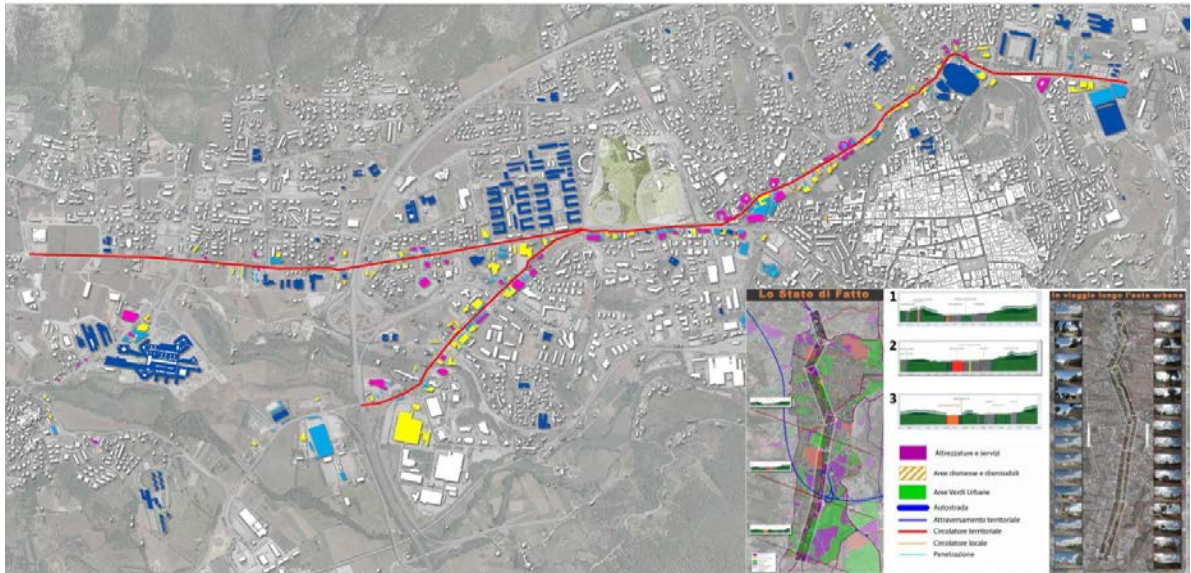 Lo Stato di Fatto
1
2
3
Attrezzature e servizi
Aree dismesse e dismissibili
Aree Verdi Urbane
Autostrada
Attraversamento territoriale
Circolatore territoriale
Circolatore locale
Penetrazione
In viaggio lungo l'asta urbana